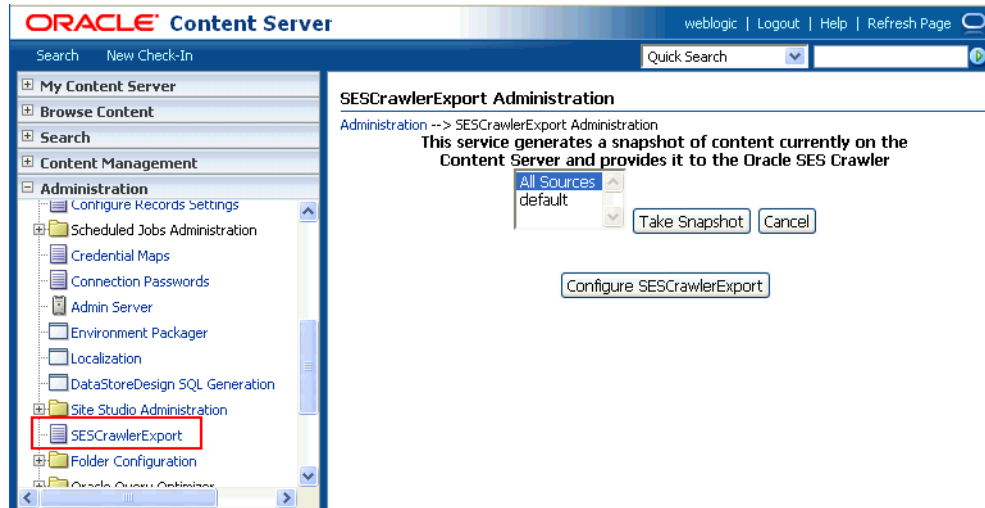 ORACLE Content Server
weblogic | Logout | Help | Refresh Page
Search New Check-In
Quick Search
My Content Server
Browse Content
Search
Content Management
Administration
Configure Records Settings
Scheduled Jobs Administration
Credential Maps
Connection Passwords
Admin Server
Environment Packager
Localization
DataStoreDesign SQL Generation
Site Studio Administration
SESCrawlerExport
Folder Configuration
Oracle Query Optimizer
SESCrawlerExport Administration
Administration --> SESCrawlerExport Administration
This service generates a snapshot of content currently on the
Content Server and provides it to the Oracle SES Crawler
All Sources
default
Take Snapshot Cancel
Configure SESCrawlerExport